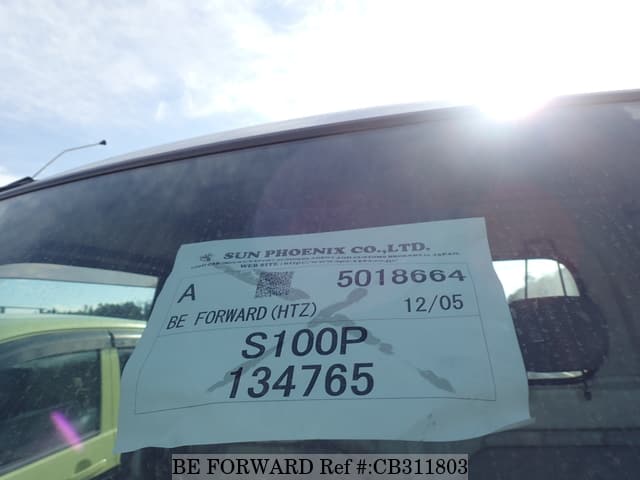 SUN PHOENIX CO.,LTD.
A
5018664
BE FORWARD(HTZ)
12/05
S100P
134765
BE FORWARD Ref #:CB311803